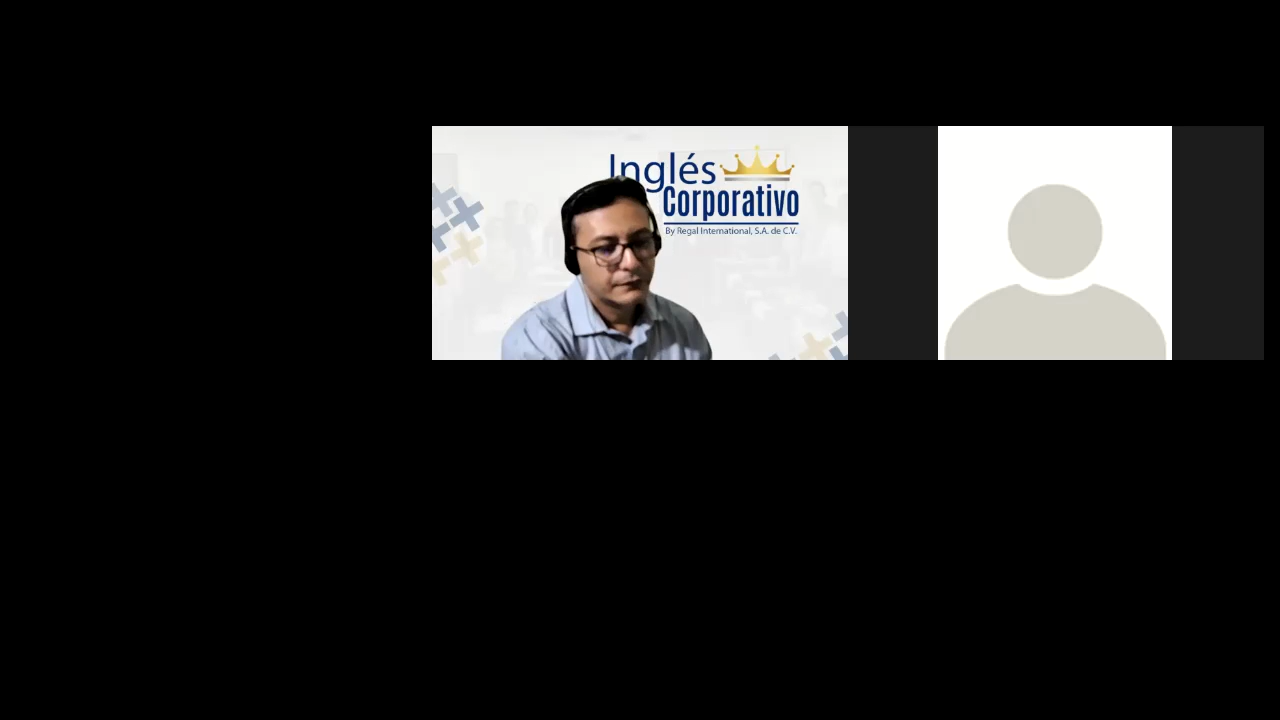 Inglés
Corporativo
By Regal International, S.A. de C.V.